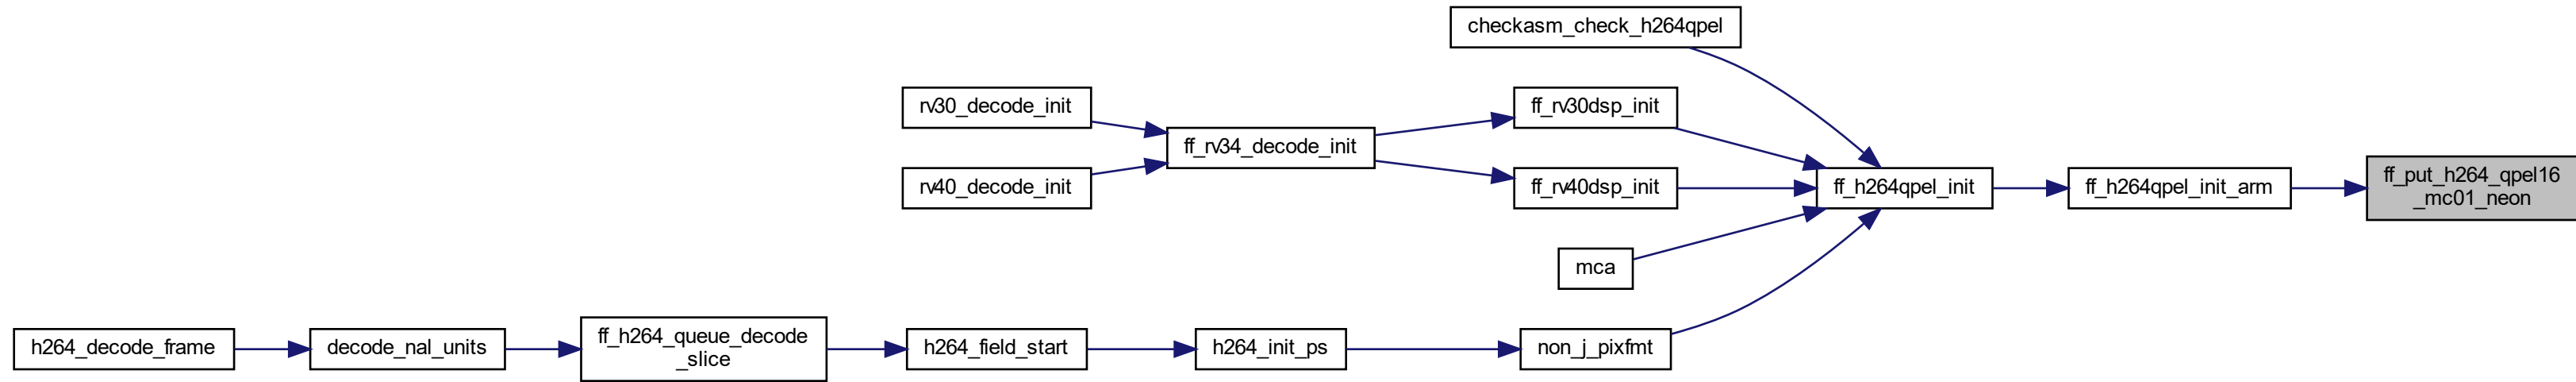 checkasm_check_h264qpel
rv30_decode_init
ff_rv30dsp_init
ff_rv34_decode_init
ff_put_h264_qpel16
_mc01_neon
rv40_decode_init
ff_rv40dsp_init
ff_h264qpel_init
ff_h264qpel_init_arm
mca
h264_decode_frame
decode_nal_units
ff_h264_queue_decode
_slice
h264_field_start
h264_init_ps
non_j_pixfmt